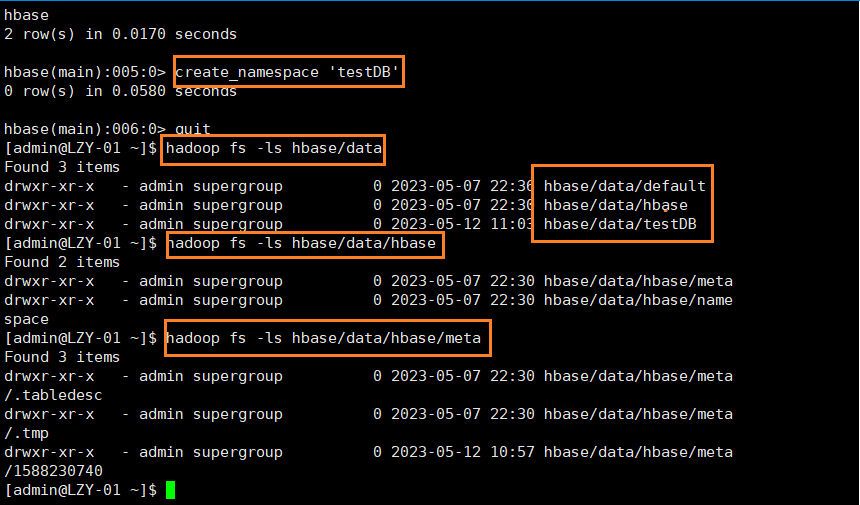 hbase
2 row(s) in 0.0170 seconds
hbase(main):005:0> create_namespace 'testDB'
0 row(s) in 0.0580 seconds
hbase(main):006:0> quit
[admin@LZY-01 ~]$ hadoop fs -ls hbase/data
Found 3 items
drwxr-xr-x   - admin supergroup          0 2023-05-07 22:30 hbase/data/default
drwxr-xr-x   - admin supergroup          0 2023-05-07 22:30 hbase/data/hbase
drwxr-xr-x   - admin supergroup          0 2023-05-12 11:03 hbase/data/testDB
[admin@LZY-01 ~]$ hadoop fs -ls hbase/data/hbase
Found 2 items
drwxr-xr-x   - admin supergroup          0 2023-05-07 22:30 hbase/data/hbase/meta
drwxr-xr-x   - admin supergroup          0 2023-05-07 22:30 hbase/data/hbase/name
space
[admin@LZY-01 ~]$ hadoop fs -ls hbase/data/hbase/meta
Found 3 items
drwxr-xr-x   - admin supergroup          0 2023-05-07 22:30 hbase/data/hbase/meta
/.tabledesc
drwxr-xr-x   - admin supergroup          0 2023-05-07 22:30 hbase/data/hbase/meta
/.tmp
drwxr-xr-x   - admin supergroup          0 2023-05-12 10:57 hbase/data/hbase/meta
/1588230740
[admin@LZY-01 ~]$